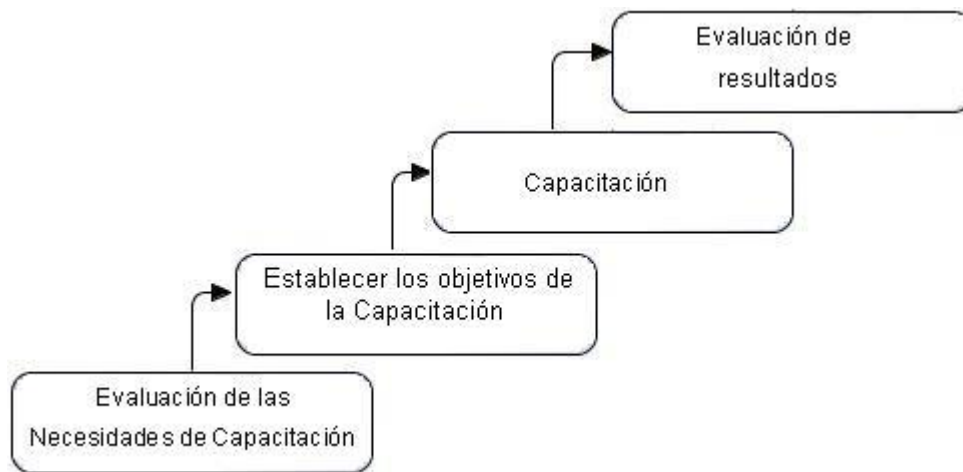 Evaluación de
resultados
Capacitación
Establecer los objetivos de
la Capacitación
Evaluación de las
Necesidades de Capacitación